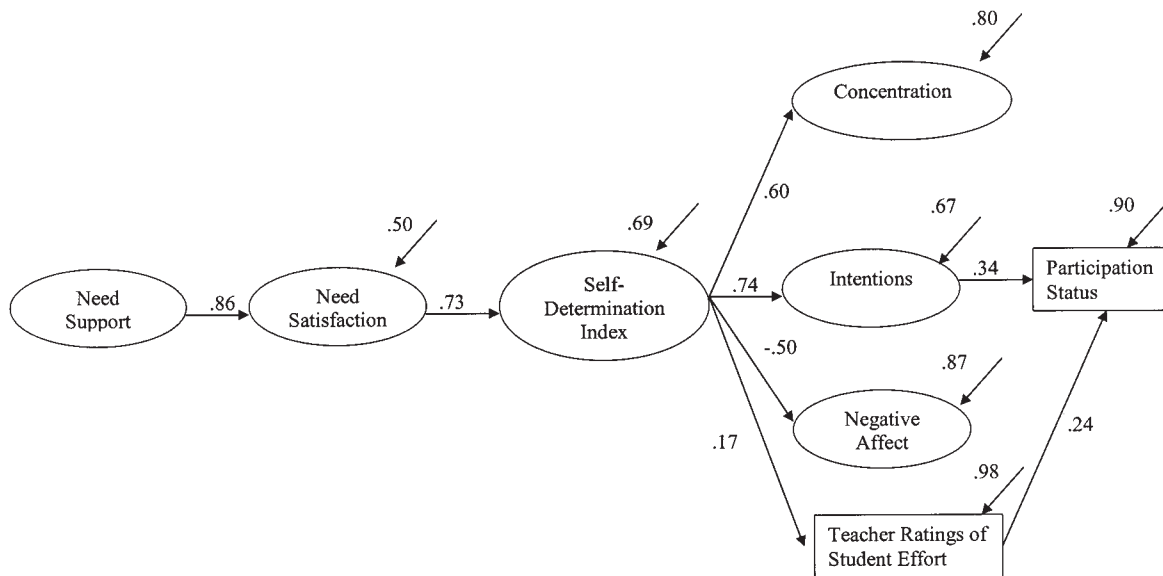 .80
Concentration
.60
.50
.69
.67
.90
Need
Support
.86
Need
Satisfaction
.73
Self-
Determination
Index
.74
Intentions
.34
Participation
Status
-.50
.87
Negative
Affect
.17
.24
.98
Teacher Ratings of
Student Effort